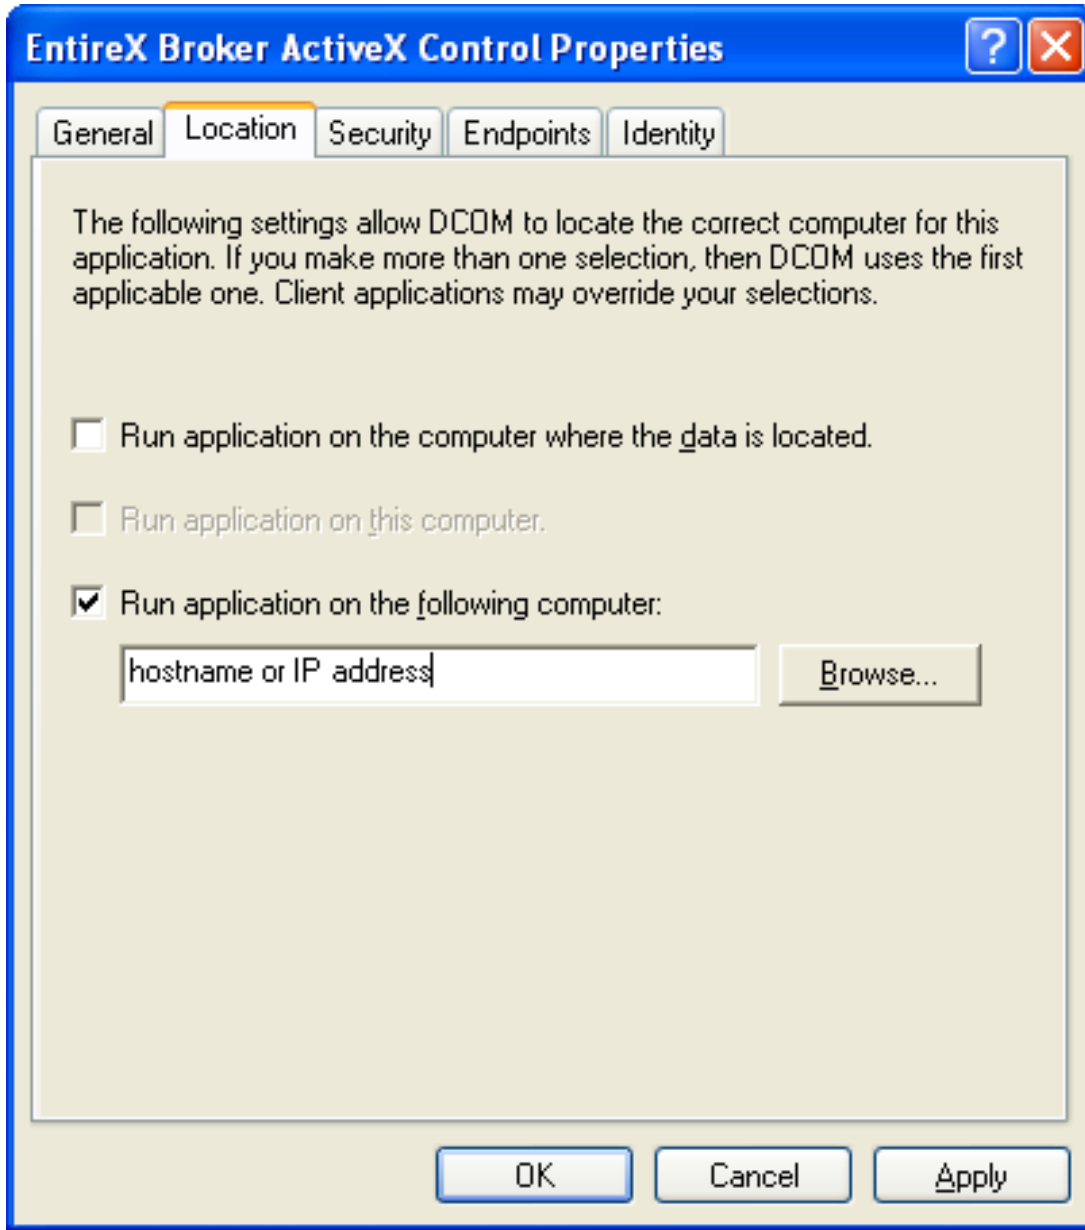 EntireX Broker ActiveX Control Properties
General Location Security Endpoints Identity
The following settings allow DCOM to locate the correct computer for this
application. If you make more than one selection, then DCOM uses the first
applicable one. Client applications may override your selections.
Run application on the computer where the data is located.
Run application on this computer.
Run application on the following computer:
hostname or IP address
Browse...
OK Cancel Apply